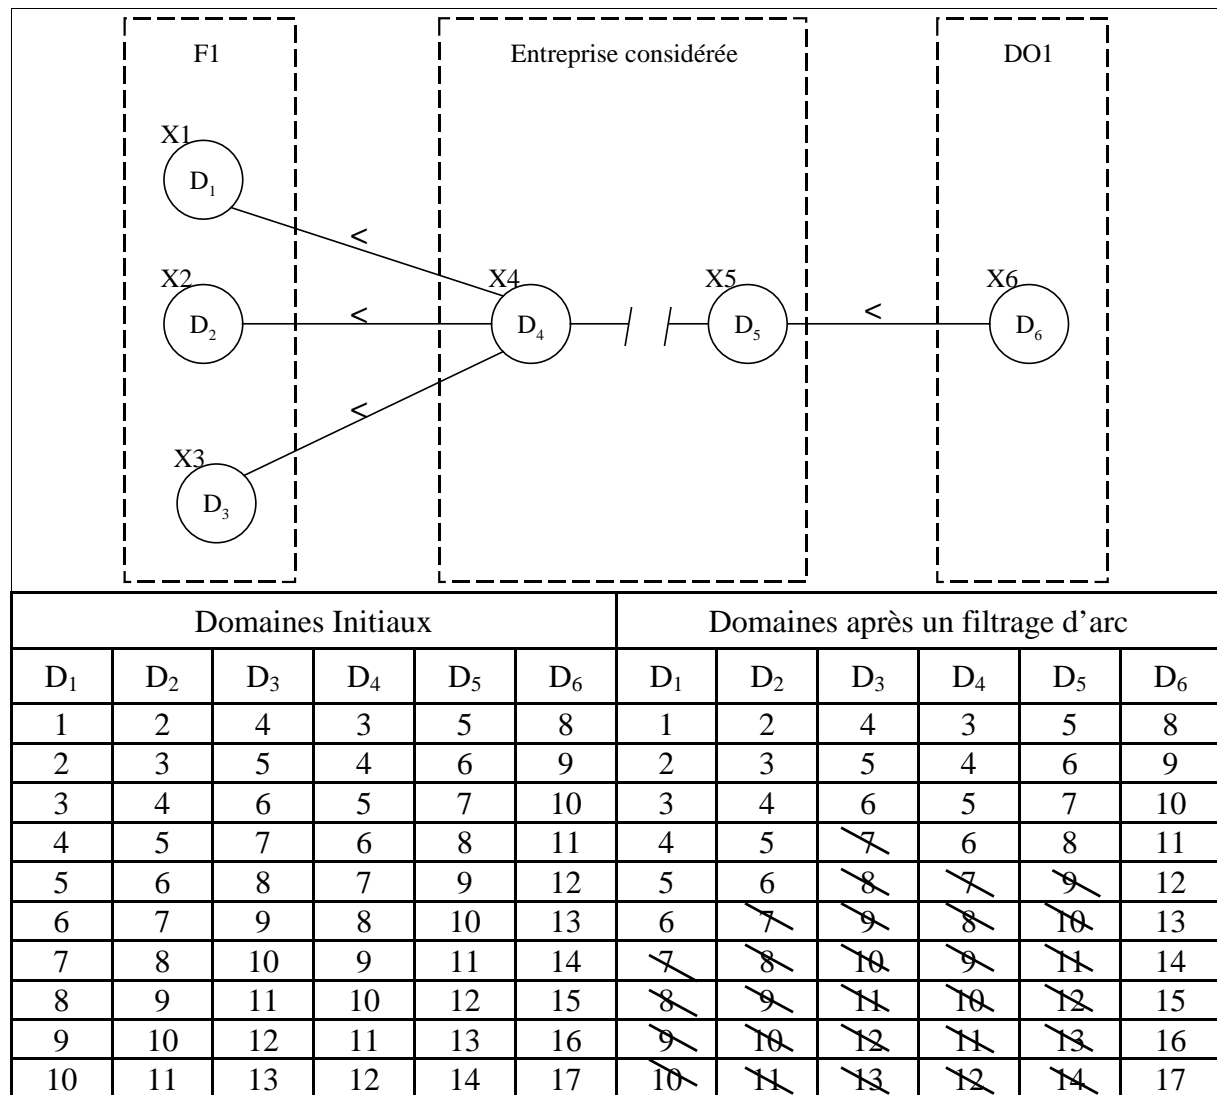 F1 Entreprise considérée DO1
X1
D₁
<
X2 X4 X5 X6
< <
D₂ D₄ D₅ D₆
<
X3
D₃
Domaines Initiaux Domaines après un filtrage d’arc
D₁ D₂ D₃ D₄ D₅ D₆ D₁ D₂ D₃ D₄ D₅ D₆
1 2 4 3 5 8 1 2 4 3 5 8
2 3 5 4 6 9 2 3 5 4 6 9
3 4 6 5 7 10 3 4 6 5 7 10
4 5 7 6 8 11 4 5 7 6 8 11
5 6 8 7 9 12 5 6 8 7 9 12
6 7 9 8 10 13 6 7 9 8 10 13
7 8 10 9 11 14 7 8 10 9 11 14
8 9 11 10 12 15 8 9 11 10 12 15
9 10 12 11 13 16 9 10 12 11 13 16
10 11 13 12 14 17 10 11 13 12 14 17